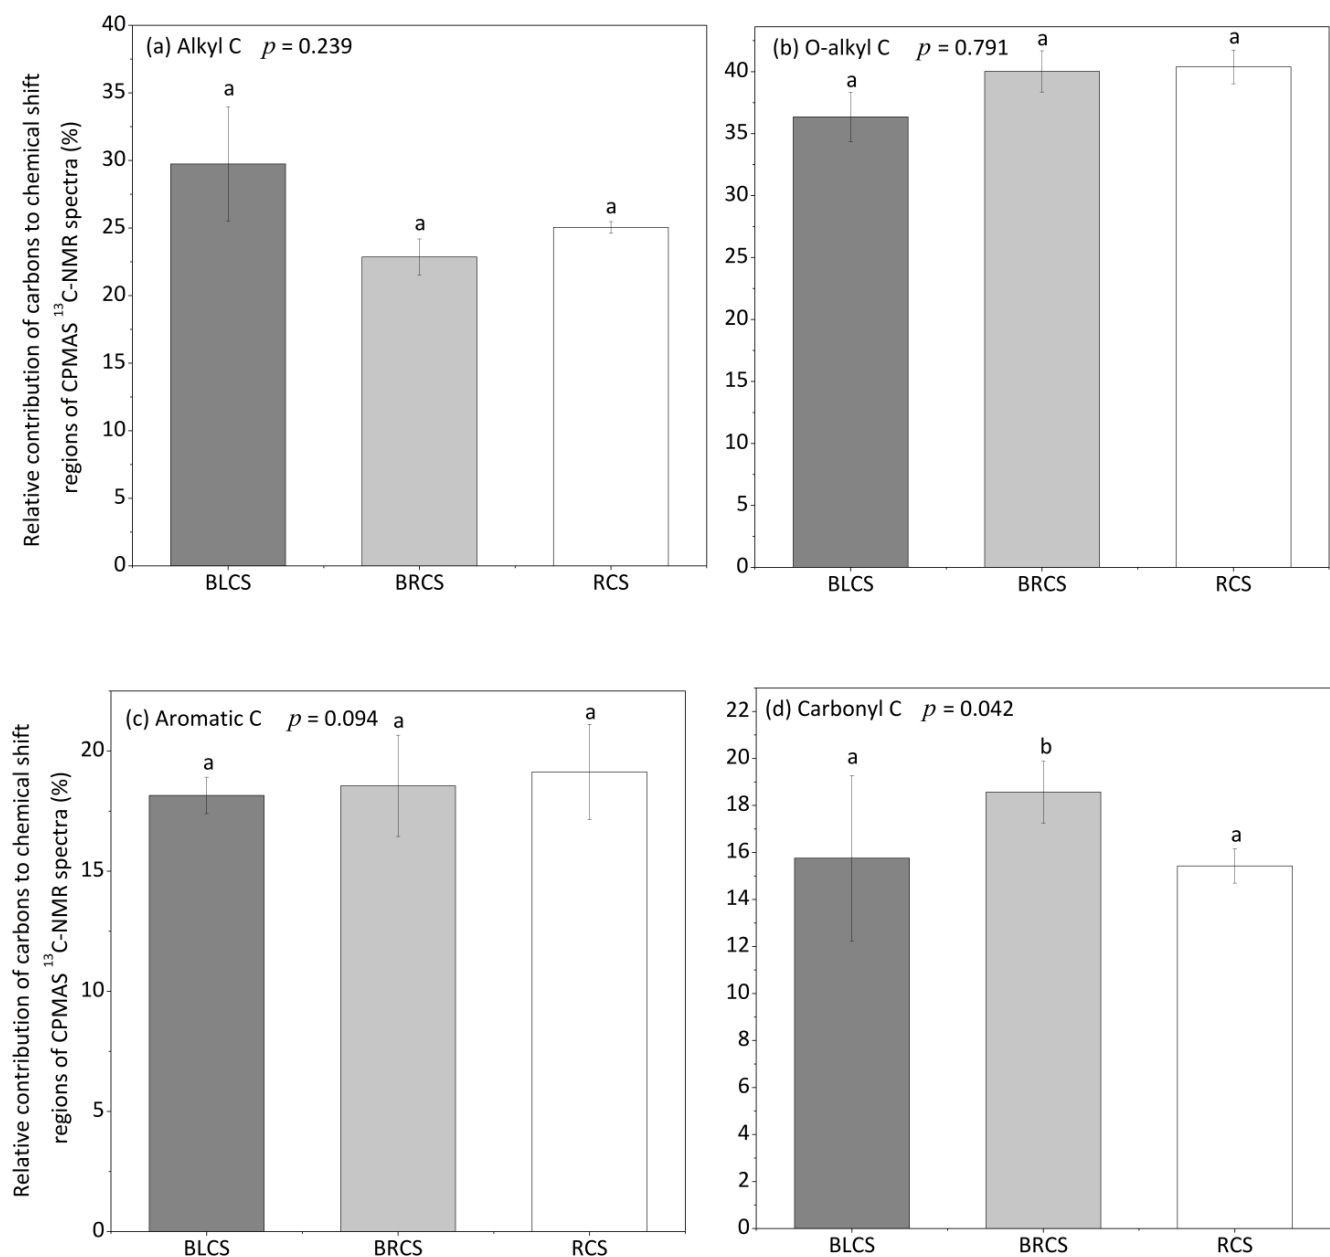 (a) Alkyl C p = 0.239
Relative contribution of carbons to chemical shift
regions of CPMAS 13C-NMR spectra (%)
40
35
30
25
20
15
10
5
0
a
a
a
BLCS
BRCS
RCS
(b) O-alkyl C p = 0.791
40
35
30
25
20
15
10
5
0
a
a
a
BLCS
BRCS
RCS
(c) Aromatic C p = 0.094
Relative contribution of carbons to chemical shift
regions of CPMAS 13C-NMR spectra (%)
20
15
10
5
0
a
a
a
BLCS
BRCS
RCS
(d) Carbonyl C p = 0.042
22
20
18
16
14
12
10
8
6
4
2
0
a
b
a
BLCS
BRCS
RCS